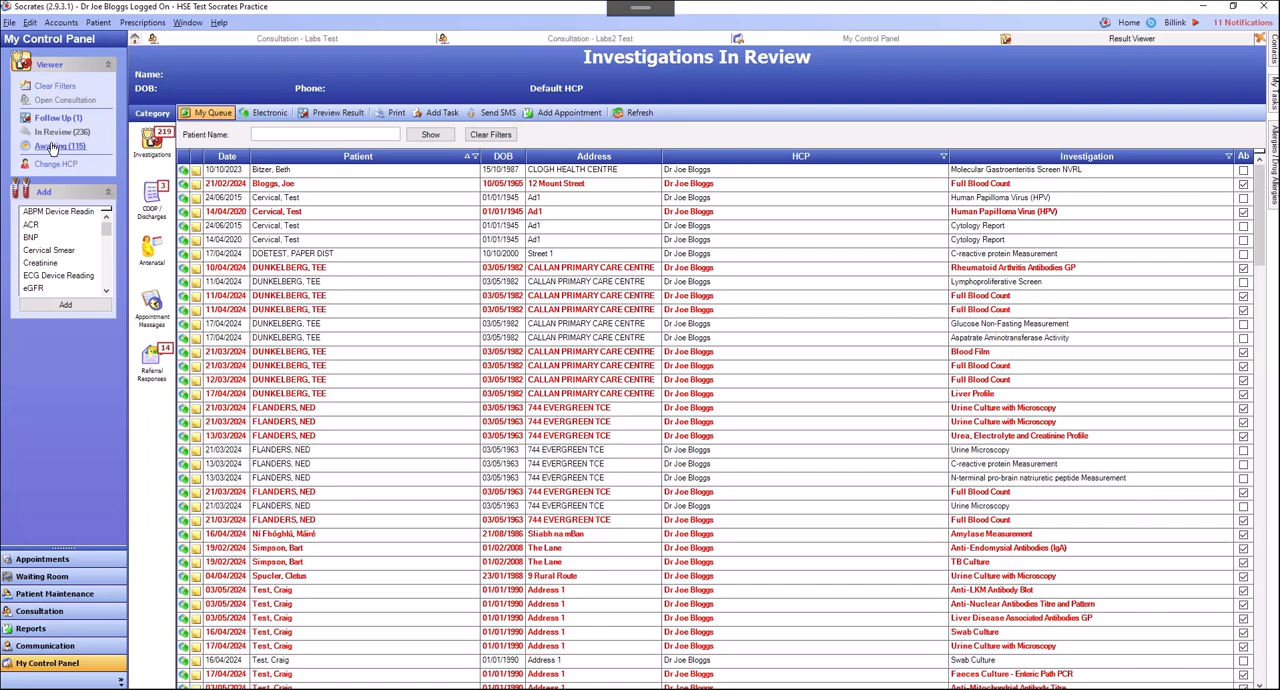 Socrates (2.9.3.1) - Dr Joe Bloggs Logged On - HSE Test Socrates Practice
File Edit Accounts Patient Prescriptions Window Help Home Billink 11 Notifications
My Control Panel Consultation - Labs Test Consultation - Labs2 Test My Control Panel Result Viewer
Investigations In Review
Name:
DOB: Phone: Default HCP
Viewer
Clear Filters
Open Consultation
Follow Up (1)
In Review (236)
(115)
Change HCP
Add
ABPM Device Readin
ACR
BNP
Cervical Smear
Creatinine
ECG Device Reading
eGFR
Add
Appointments
Waiting Room
Patient Maintenance
Consultation
Reports
Communication
My Control Panel
Category
219
Investigations
3
COOP /
Discharges
Antenatal
Appointment
Messages
14
Referral
Responses
My Queue Electronic Preview Result Print Add Task Send SMS Add Appointment Refresh
Patient Name: Show Clear Filters
Date Patient DOB Address HCP Investigation Ab
10/10/2023 Bitzer, Beth 15/10/1987 CLOGH HEALTH CENTRE Dr Joe Bloggs Molecular Gastroenteritis Screen NVRL
21/02/2024 Bloggs, Joe 10/05/1965 12 Mount Street Dr Joe Bloggs Full Blood Count
24/06/2015 Cervical, Test 01/01/1945 Ad1 Dr Joe Bloggs Human Papilloma Virus (HPV)
14/04/2020 Cervical, Test 01/01/1945 Ad1 Dr Joe Bloggs Human Papilloma Virus (HPV)
24/06/2015 Cervical, Test 01/01/1945 Ad1 Dr Joe Bloggs Cytology Report
14/04/2020 Cervical, Test 01/01/1945 Ad1 Dr Joe Bloggs Cytology Report
17/04/2024 DOETEST, PAPER DIST 10/10/2000 Street 1 Dr Joe Bloggs C-reactive protein Measurement
10/04/2024 DUNKELBERG, TEE 03/05/1982 CALLAN PRIMARY CARE CENTRE Dr Joe Bloggs Rheumatoid Arthritis Antibodies GP
11/04/2024 DUNKELBERG, TEE 03/05/1982 CALLAN PRIMARY CARE CENTRE Dr Joe Bloggs Lymphoproliferative Screen
11/04/2024 DUNKELBERG, TEE 03/05/1982 CALLAN PRIMARY CARE CENTRE Dr Joe Bloggs Full Blood Count
11/04/2024 DUNKELBERG, TEE 03/05/1982 CALLAN PRIMARY CARE CENTRE Dr Joe Bloggs Full Blood Count
17/04/2024 DUNKELBERG, TEE 03/05/1982 CALLAN PRIMARY CARE CENTRE Dr Joe Bloggs Glucose Non-Fasting Measurement
17/04/2024 DUNKELBERG, TEE 03/05/1982 CALLAN PRIMARY CARE CENTRE Dr Joe Bloggs Aspatrate Aminotransferase Activity
21/03/2024 DUNKELBERG, TEE 03/05/1982 CALLAN PRIMARY CARE CENTRE Dr Joe Bloggs Blood Film
21/03/2024 DUNKELBERG, TEE 03/05/1982 CALLAN PRIMARY CARE CENTRE Dr Joe Bloggs Full Blood Count
12/03/2024 DUNKELBERG, TEE 03/05/1982 CALLAN PRIMARY CARE CENTRE Dr Joe Bloggs Full Blood Count
17/04/2024 DUNKELBERG, TEE 03/05/1982 CALLAN PRIMARY CARE CENTRE Dr Joe Bloggs Liver Profile
21/03/2024 FLANDERS, NED 03/05/1963 744 EVERGREEN TCE Dr Joe Bloggs Urine Culture with Microscopy
21/03/2024 FLANDERS, NED 03/05/1963 744 EVERGREEN TCE Dr Joe Bloggs Urine Culture with Microscopy
13/03/2024 FLANDERS, NED 03/05/1963 744 EVERGREEN TCE Dr Joe Bloggs Urea, Electrolyte and Creatinine Profile
21/03/2024 FLANDERS, NED 03/05/1963 744 EVERGREEN TCE Dr Joe Bloggs Urine Microscopy
13/03/2024 FLANDERS, NED 03/05/1963 744 EVERGREEN TCE Dr Joe Bloggs C-reactive protein Measurement
13/03/2024 FLANDERS, NED 03/05/1963 744 EVERGREEN TCE Dr Joe Bloggs N-terminal pro-brain natriuretic peptide Measurement
21/03/2024 FLANDERS, NED 03/05/1963 744 EVERGREEN TCE Dr Joe Bloggs Full Blood Count
21/03/2024 FLANDERS, NED 03/05/1963 744 EVERGREEN TCE Dr Joe Bloggs Urine Microscopy
21/03/2024 FLANDERS, NED 03/05/1963 744 EVERGREEN TCE Dr Joe Bloggs Full Blood Count
16/04/2024 Ní Fhóghlú, Máiré 21/08/1986 Sliabh na mBan Dr Joe Bloggs Amylase Measurement
19/02/2024 Simpson, Bart 01/02/2008 The Lane Dr Joe Bloggs Anti-Endomysial Antibodies (IgA)
19/02/2024 Simpson, Bart 01/02/2008 The Lane Dr Joe Bloggs TB Culture
04/04/2024 Spucler, Cletus 23/01/1988 9 Rural Route Dr Joe Bloggs Urine Culture with Microscopy
03/05/2024 Test, Craig 01/01/1990 Address 1 Dr Joe Bloggs Anti-LKM Antibody Blot
03/05/2024 Test, Craig 01/01/1990 Address 1 Dr Joe Bloggs Anti-Nuclear Antibodies Titre and Pattern
03/05/2024 Test, Craig 01/01/1990 Address 1 Dr Joe Bloggs Liver Disease Associated Antibodies GP
16/04/2024 Test, Craig 01/01/1990 Address 1 Dr Joe Bloggs Swab Culture
17/04/2024 Test, Craig 01/01/1990 Address 1 Dr Joe Bloggs Urine Culture with Microscopy
16/04/2024 Test, Craig 01/01/1990 Address 1 Dr Joe Bloggs Swab Culture
17/04/2024 Test, Craig 01/01/1990 Address 1 Dr Joe Bloggs Faeces Culture - Enteric Path PCR
03/05/2024 Test, Craig 01/01/1990 Address 1 Dr Joe Bloggs Anti-Mitochondrial Antibody
Contacts
My Tasks
Allergies Drug Allergies